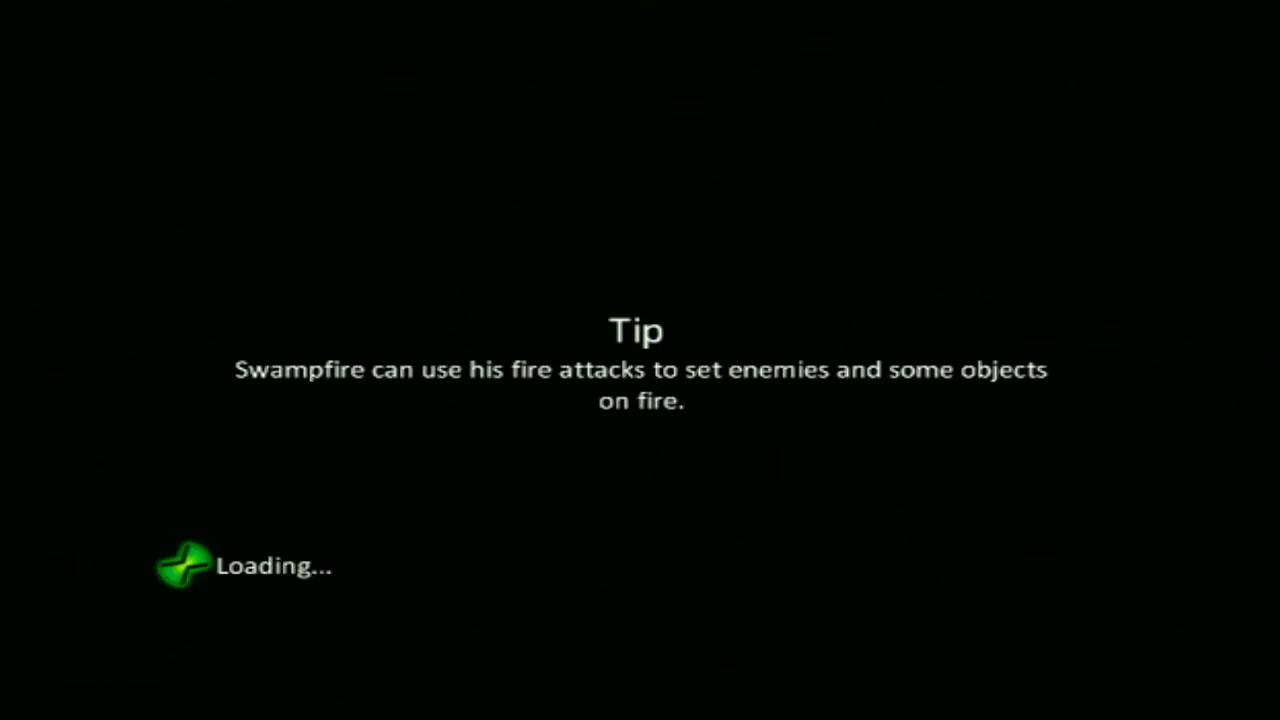 Tip
Swampfire can use his fire attacks to set enemies and some objects
on fire.
Loading...